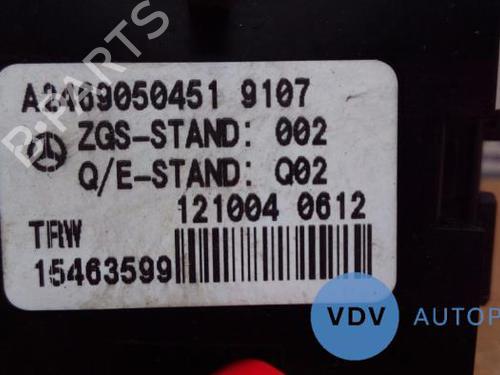 A2469050451 9107
ZGS-STAND: 002
Q/E-STAND: Q02
121004 0612
TRW
15463599
B-PARTS
VDV AUTOP